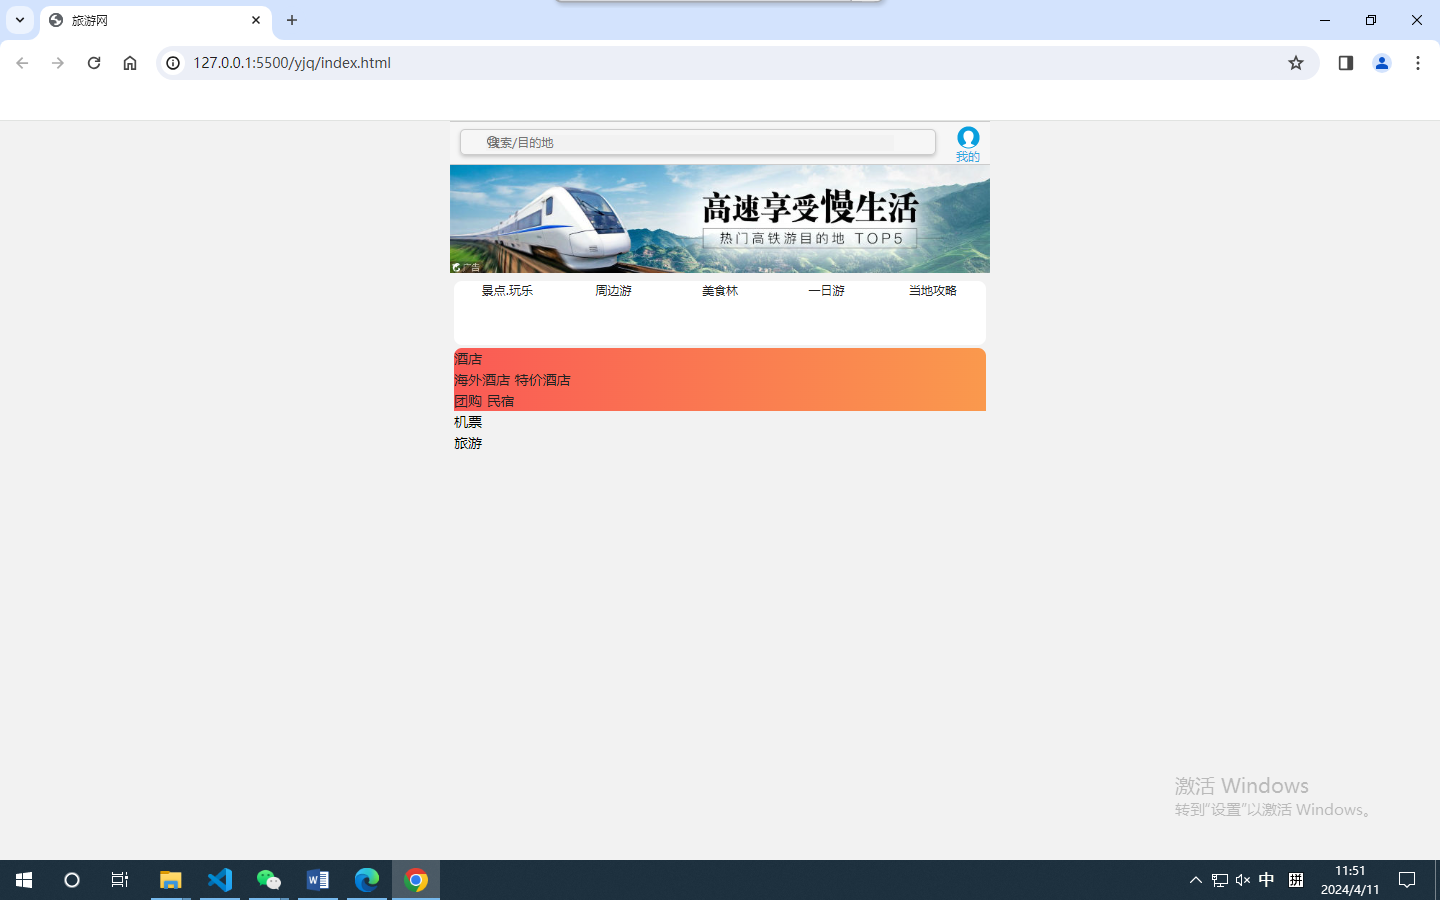 旅游网
127.0.0.1:5500/yjq/index.html
搜索/目的地
我的
高速享受慢生活
热门高铁游目的地 TOP5
广告
景点.玩乐 周边游 美食林 一日游 当地攻略
酒店
海外酒店 特价酒店
团购 民宿
机票
旅游
激活 Windows
转到“设置”以激活 Windows。
中 拼
11:51
2024/4/11